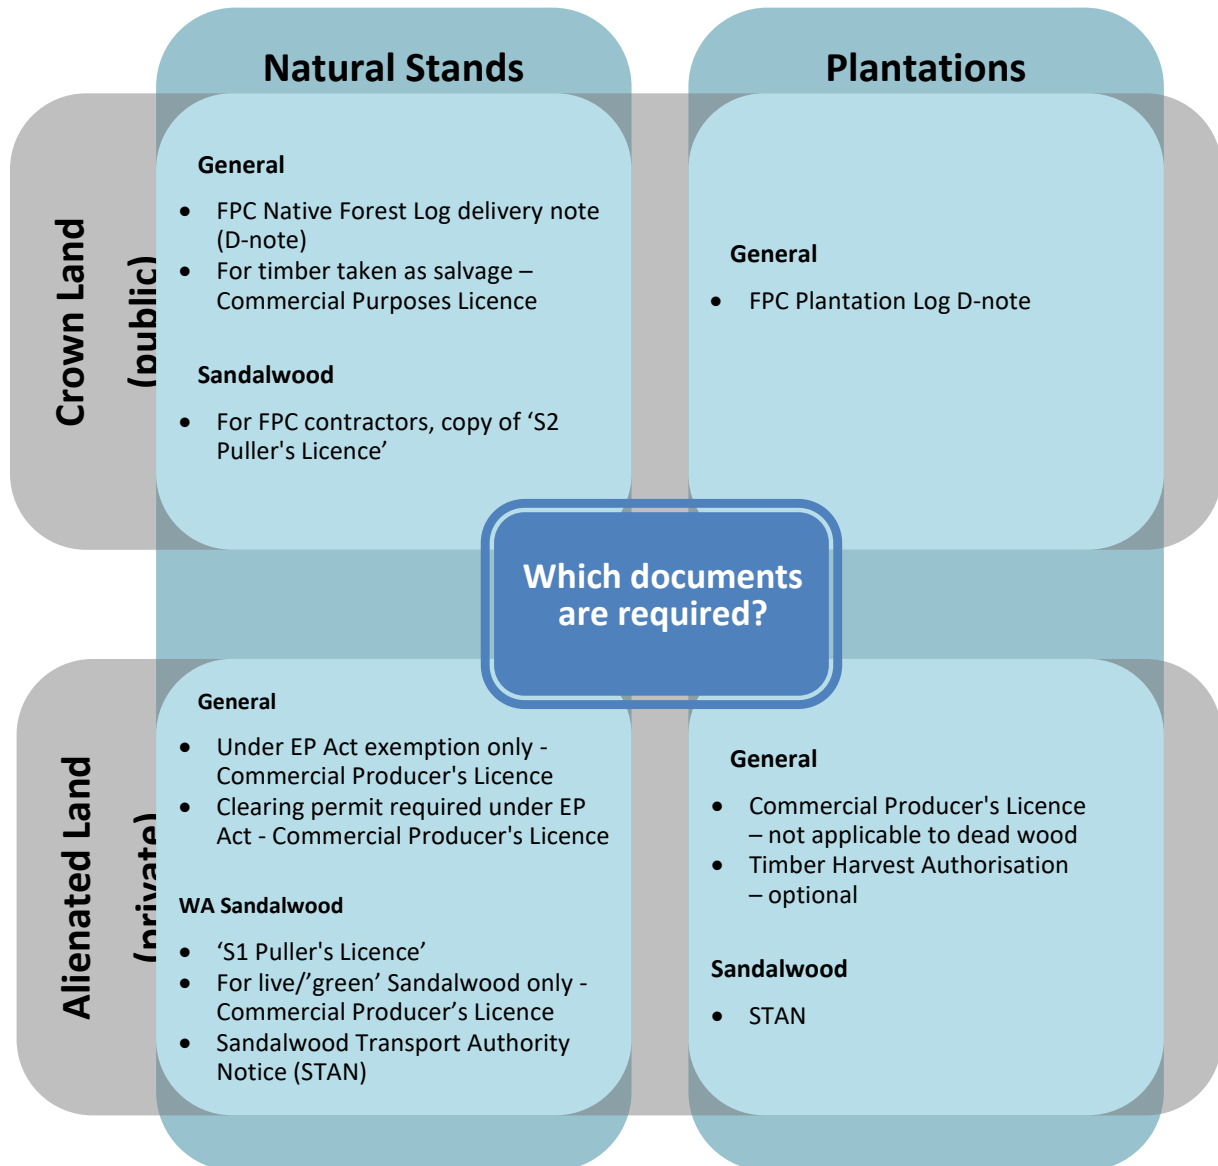 Natural Stands
Plantations
Crown Land
(public)
General
• FPC Native Forest Log delivery note
(D-note)
• For timber taken as salvage –
Commercial Purposes Licence
Sandalwood
• For FPC contractors, copy of ‘S2
Puller's Licence’
General
• FPC Plantation Log D-note
Which documents
are required?
Alienated Land
(private)
General
• Under EP Act exemption only -
Commercial Producer's Licence
• Clearing permit required under EP
Act - Commercial Producer's Licence
WA Sandalwood
• ‘S1 Puller's Licence’
• For live/’green’ Sandalwood only -
Commercial Producer’s Licence
• Sandalwood Transport Authority
Notice (STAN)
General
• Commercial Producer's Licence
– not applicable to dead wood
• Timber Harvest Authorisation
– optional
Sandalwood
• STAN